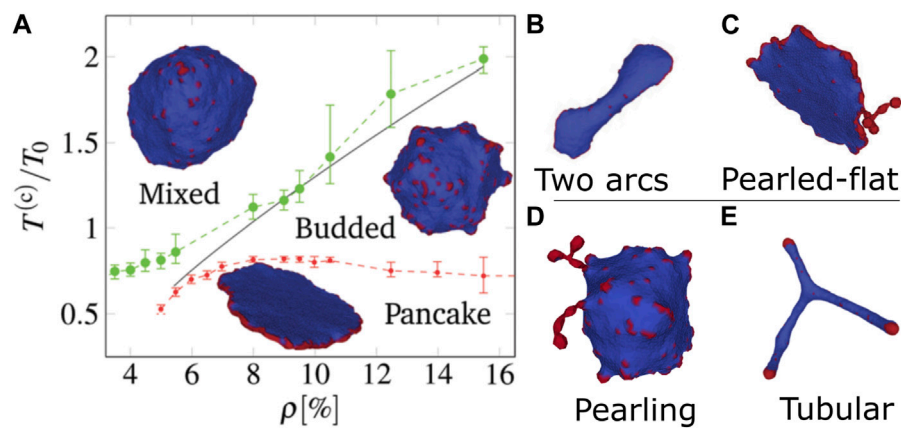 A
B
C
D
E
2
1.5
1
0.5
T^(c)/T_0
4 6 8 10 12 14 16
ρ[%]
Mixed
Budded
Pancake
Two arcs
Pearled-flat
Pearling
Tubular